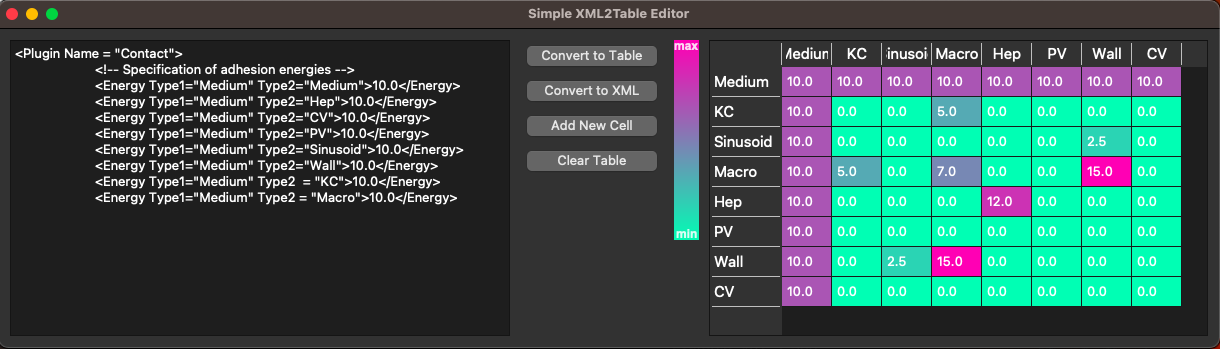 Simple XML2Table Editor
<Plugin Name = "Contact">
<!-- Specification of adhesion energies -->
<Energy Type1="Medium" Type2="Medium">10.0</Energy>
<Energy Type1="Medium" Type2="Hep">10.0</Energy>
<Energy Type1="Medium" Type2="CV">10.0</Energy>
<Energy Type1="Medium" Type2="PV">10.0</Energy>
<Energy Type1="Medium" Type2="Sinusoid">10.0</Energy>
<Energy Type1="Medium" Type2="Wall">10.0</Energy>
<Energy Type1="Medium" Type2  = "KC">10.0</Energy>
<Energy Type1="Medium" Type2 = "Macro">10.0</Energy>
Convert to Table
Convert to XML
Add New Cell
Clear Table
max
min
Medium KC Sinusoi Macro Hep PV Wall CV
Medium 10.0 10.0 10.0 10.0 10.0 10.0 10.0 10.0
KC 10.0 0.0 0.0 5.0 0.0 0.0 0.0 0.0
Sinusoid 10.0 0.0 0.0 0.0 0.0 0.0 2.5 0.0
Macro 10.0 5.0 0.0 7.0 0.0 0.0 15.0 0.0
Hep 10.0 0.0 0.0 0.0 12.0 0.0 0.0 0.0
PV 10.0 0.0 0.0 0.0 0.0 0.0 0.0 0.0
Wall 10.0 0.0 2.5 15.0 0.0 0.0 0.0 0.0
CV 10.0 0.0 0.0 0.0 0.0 0.0 0.0 0.0